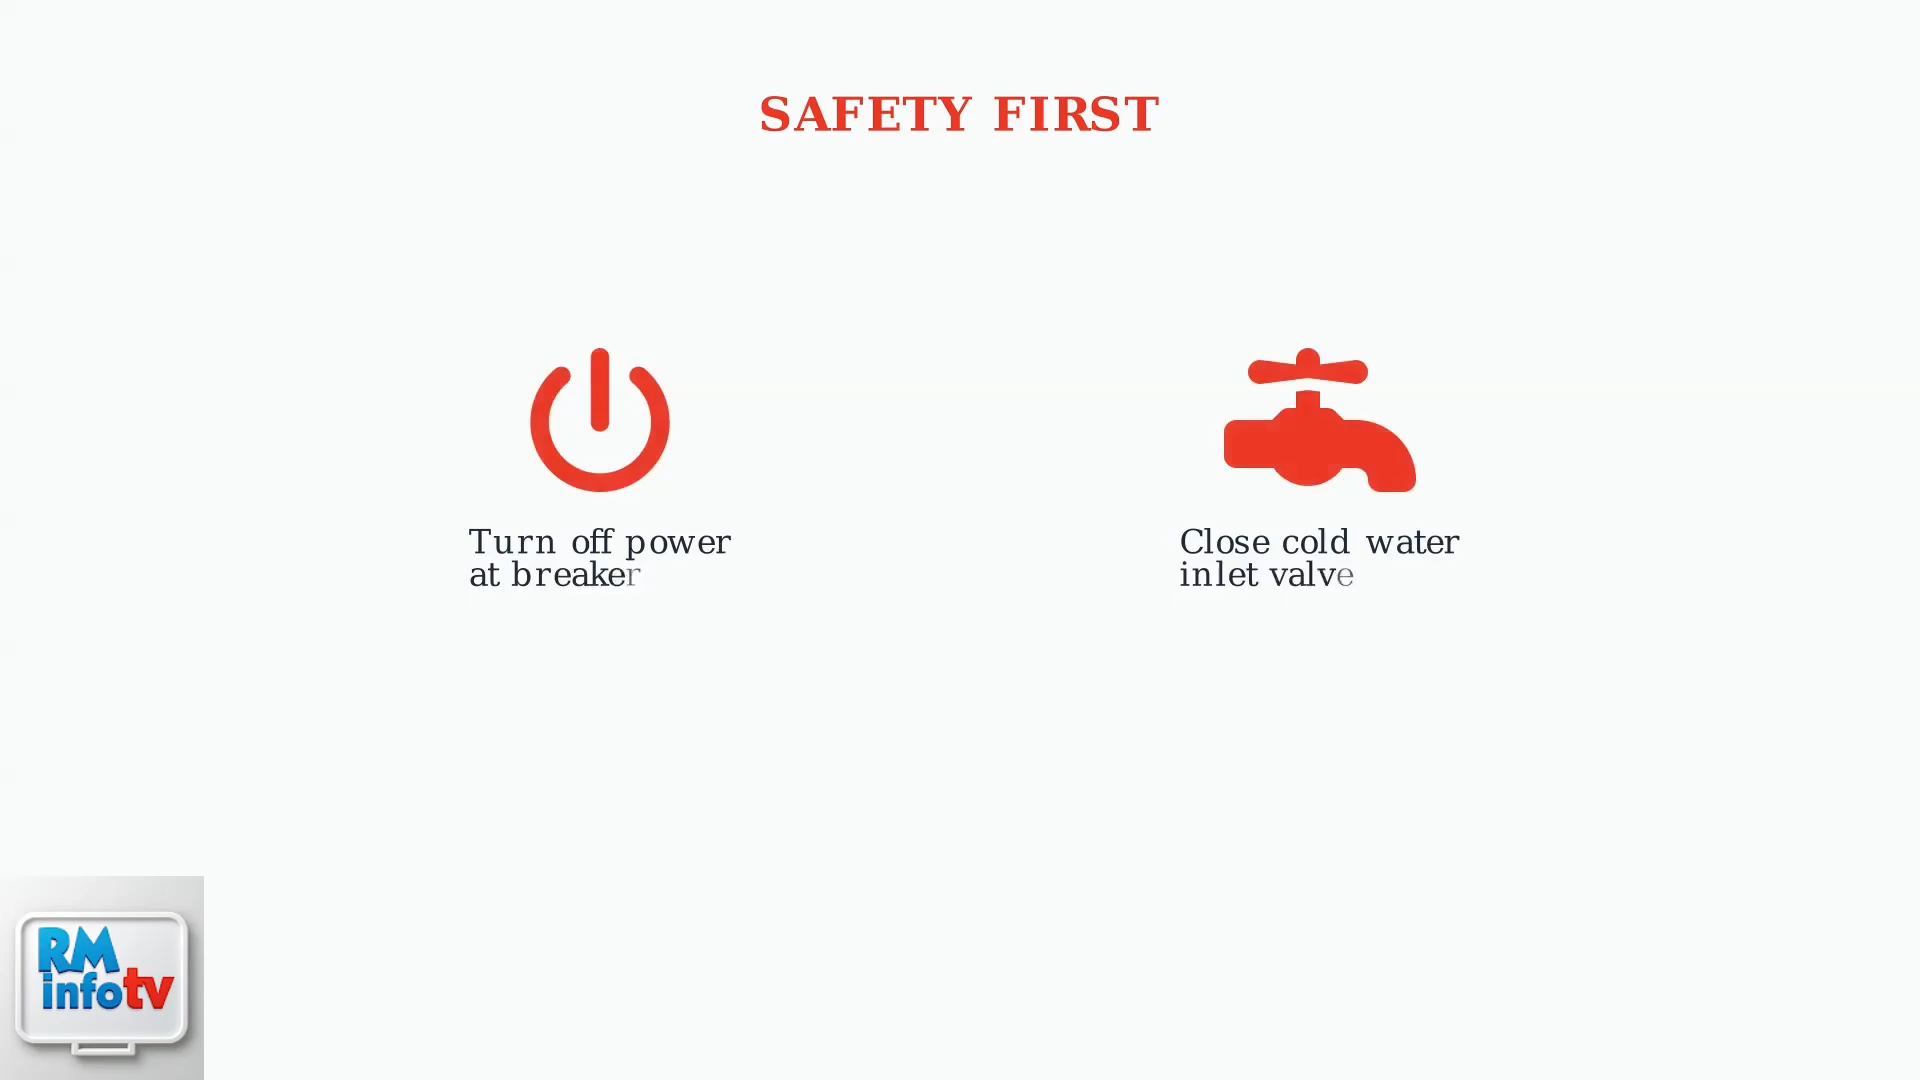 SAFETY FIRST
Turn off power
at breaker
Close cold water
inlet valve
RM
infotv